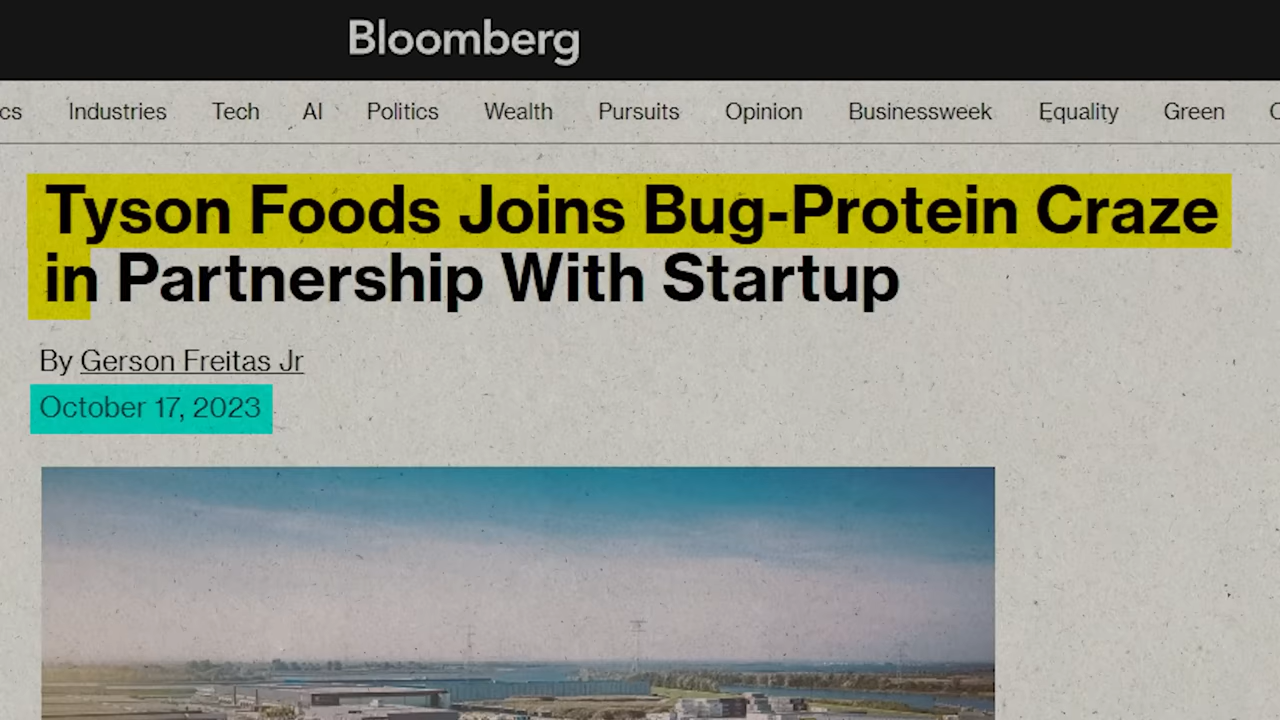 Bloomberg
cs Industries Tech AI Politics Wealth Pursuits Opinion Businessweek Equality Green
Tyson Foods Joins Bug-Protein Craze
in Partnership With Startup
By Gerson Freitas Jr
October 17, 2023